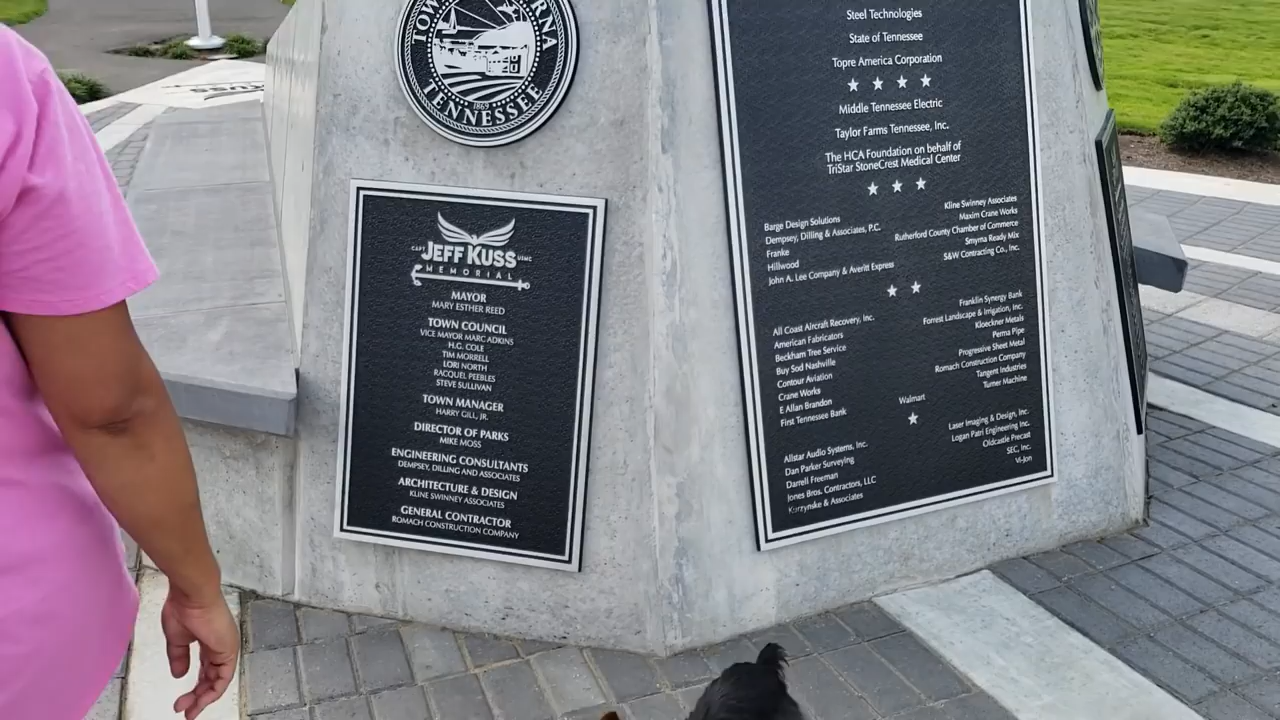 TOWN
RNA
1869
TENNESSEE
CAPT JEFF KUSS USMC
MEMORIAL
MAYOR
MARY ESTHER REED
TOWN COUNCIL
VICE MAYOR MARC ADKINS
H.G. COLE
TIM MORRELL
LORI NORTH
RACQUEL PEEBLES
STEVE SULLIVAN
TOWN MANAGER
HARRY GILL, JR.
DIRECTOR OF PARKS
MIKE MOSS
ENGINEERING CONSULTANTS
DEMPSEY, DILLING AND ASSOCIATES
ARCHITECTURE & DESIGN
KLINE SWINNEY ASSOCIATES
GENERAL CONTRACTOR
ROMACH CONSTRUCTION COMPANY
Steel Technologies
State of Tennessee
Topre America Corporation
Middle Tennessee Electric
Taylor Farms Tennessee, Inc.
The HCA Foundation on behalf of
TriStar StoneCrest Medical Center
Barge Design Solutions
Dempsey, Dilling & Associates, P.C.
Franke
Hillwood
John A. Lee Company & Averitt Express
Kline Swinney Associates
Maxim Crane Works
Rutherford County Chamber of Commerce
Smyrna Ready Mix
S&W Contracting Co., Inc.
All Coast Aircraft Recovery, Inc.
American Fabricators
Beckham Tree Service
Buy Sod Nashville
Contour Aviation
Crane Works
E Allan Brandon
First Tennessee Bank
Franklin Synergy Bank
Forrest Landscape & Irrigation, Inc.
Kloeckner Metals
Perma Pipe
Progressive Sheet Metal
Romach Construction Company
Tangent Industries
Turner Machine
Walmart
Allstar Audio Systems, Inc.
Dan Parker Surveying
Darrell Freeman
Jones Bros. Contractors, LLC
Kurzynske & Associates
Laser Imaging & Design, Inc.
Logan Patri Engineering Inc.
Oldcastle Precast
SEC, Inc.
Vi-Jon